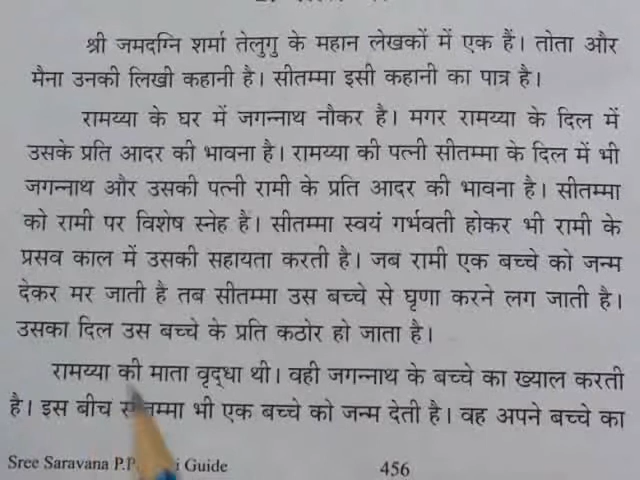 श्री जमदग्नि शर्मा तेलुगु के महान लेखकों में एक हैं। तोता और
मैना उनकी लिखी कहानी है। सीतम्मा इसी कहानी का पात्र है।
रामय्या के घर में जगन्नाथ नौकर है। मगर रामय्या के दिल में
उसके प्रति आदर की भावना है। रामय्या की पत्नी सीतम्मा के दिल में भी
जगन्नाथ और उसकी पत्नी रामी के प्रति आदर की भावना है। सीतम्मा
को रामी पर विशेष स्नेह है। सीतम्मा स्वयं गर्भवती होकर भी रामी के
प्रसव काल में उसकी सहायता करती है। जब रामी एक बच्चे को जन्म
देकर मर जाती है तब सीतम्मा उस बच्चे से घृणा करने लग जाती है।
उसका दिल उस बच्चे के प्रति कठोर हो जाता है।
रामय्या की माता वृद्धा थी। वही जगन्नाथ के बच्चे का ख्याल करती
है। इस बीच सीतम्मा भी एक बच्चे को जन्म देती है। वह अपने बच्चे का
Sree Saravana Guide 456